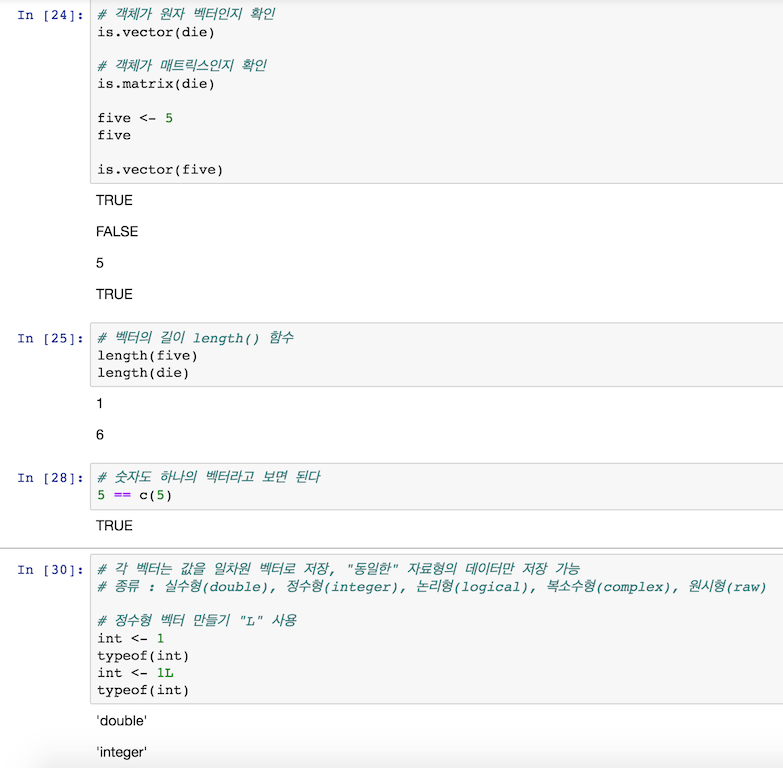 In [24]: # 객체가 원자 벡터인지 확인
is.vector(die)
# 객체가 매트릭스인지 확인
is.matrix(die)
five <- 5
five
is.vector(five)
TRUE
FALSE
5
TRUE
In [25]: # 벡터의 길이 length() 함수
length(five)
length(die)
1
6
In [28]: # 숫자도 하나의 벡터라고 보면 된다
5 == c(5)
TRUE
In [30]: # 각 벡터는 값을 일차원 벡터로 저장, "동일한" 자료형의 데이터만 저장 가능
# 종류 : 실수형(double), 정수형(integer), 논리형(logical), 복소수형(complex), 원시형(raw)
# 정수형 벡터 만들기 "L" 사용
int <- 1
typeof(int)
int <- 1L
typeof(int)
'double'
'integer'